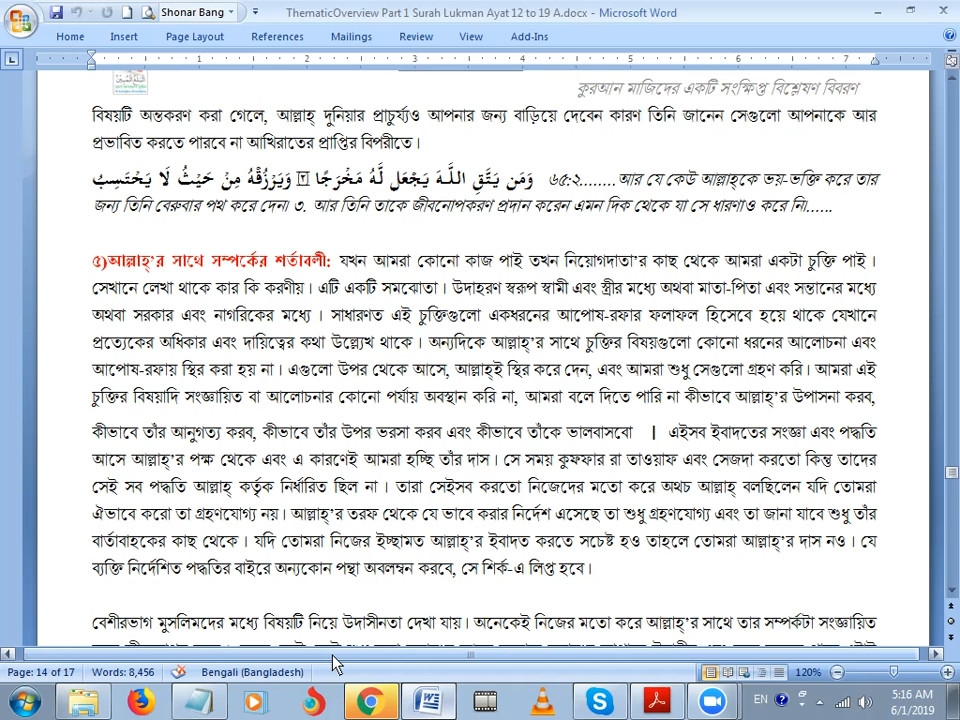 Shonar Bang
ThematicOverview Part 1 Surah Lukman Ayat 12 to 19 A.docx - Microsoft Word
Home Insert Page Layout References Mailings Review View Add-Ins
1 2 3 4 5 6 7
কুরআন মাজিদের একটি সংক্ষিপ্ত বিশ্লেষণ বিবরণ
বিষয়টি অন্তকরণ করা গেলে, আল্লাহ্‌ দুনিয়ার প্রাচুর্য্যও আপনার জন্য বাড়িয়ে দেবেন কারণ তিনি জানেন সেগুলো আপনাকে আর
প্রভাবিত করতে পারবে না আখিরাতের প্রাপ্তির বিপরীতে।
وَمَن يَتَّقِ اللَّـهَ يَجْعَل لَّهُ مَخْرَجًا وَيَرْزُقْهُ مِنْ حَيْثُ لَا يَحْتَسِبُ ৬৫:২........আর যে কেউ আল্লাহ্‌কে ভয়-ভক্তি করে তার
জন্য তিনি বেরুবার পথ করে দেন। ৩. আর তিনি তাকে জীবনোপকরণ প্রদান করেন এমন দিক থেকে যা সে ধারণাও করে নি......
৫)আল্লাহ্‌'র সাথে সম্পর্কের শর্তাবলী: যখন আমরা কোনো কাজ পাই তখন নিয়োগদাতা'র কাছ থেকে আমরা একটা চুক্তি পাই।
সেখানে লেখা থাকে কার কি করণীয়। এটি একটি সমঝোতা। উদাহরণ স্বরূপ স্বামী এবং স্ত্রীর মধ্যে অথবা মাতা-পিতা এবং সন্তানের মধ্যে
অথবা সরকার এবং নাগরিকের মধ্যে। সাধারণত এই চুক্তিগুলো একধরনের আপোষ-রফার ফলাফল হিসেবে হয়ে থাকে যেখানে
প্রত্যেকের অধিকার এবং দায়িত্বের কথা উল্লেখ থাকে। অন্যদিকে আল্লাহ্‌'র সাথে চুক্তির বিষয়গুলো কোনো ধরনের আলোচনা এবং
আপোষ-রফায় স্থির করা হয় না। এগুলো উপর থেকে আসে, আল্লাহ্‌ই স্থির করে দেন, এবং আমরা শুধু সেগুলো গ্রহণ করি। আমরা এই
চুক্তির বিষয়াদি সংজ্ঞায়িত বা আলোচনার কোনো পর্যায় অবস্থান করি না, আমরা বলে দিতে পারি না কীভাবে আল্লাহ্‌'র উপাসনা করব,
কীভাবে তাঁর আনুগত্য করব, কীভাবে তাঁর উপর ভরসা করব এবং কীভাবে তাঁকে ভালবাসবো । এইসব ইবাদতের সংজ্ঞা এবং পদ্ধতি
আসে আল্লাহ্‌'র পক্ষ থেকে এবং এ কারণেই আমরা হচ্ছি তাঁর দাস। সে সময় কুফফার রা তাওয়াফ এবং সেজদা করতো কিন্তু তাদের
সেই সব পদ্ধতি আল্লাহ্‌ কর্তৃক নির্ধারিত ছিল না। তারা সেইসব করতো নিজেদের মতো করে অথচ আল্লাহ্‌ বলছিলেন যদি তোমরা
ঐভাবে করো তা গ্রহণযোগ্য নয়। আল্লাহ্‌'র তরফ থেকে যে ভাবে করার নির্দেশ এসেছে তা শুধু গ্রহণযোগ্য এবং তা জানা যাবে শুধু তাঁর
বার্তাবাহকের কাছ থেকে। যদি তোমরা নিজের ইচ্ছামত আল্লাহ্‌'র ইবাদত করতে সচেষ্ট হও তাহলে তোমরা আল্লাহ্‌'র দাস নও। যে
ব্যক্তি নির্দেশিত পদ্ধতির বাইরে অন্যকোন পন্থা অবলম্বন করবে, সে শির্ক-এ লিপ্ত হবে।
বেশীরভাগ মুসলিমদের মধ্যে বিষয়টি নিয়ে উদাসীনতা দেখা যায়। অনেকেই নিজের মতো করে আল্লাহ্‌'র সাথে তার সম্পর্কটা সংজ্ঞায়িত
Page: 14 of 17 Words: 8,456 Bengali (Bangladesh) 120%
EN 5:16 AM
6/1/2019